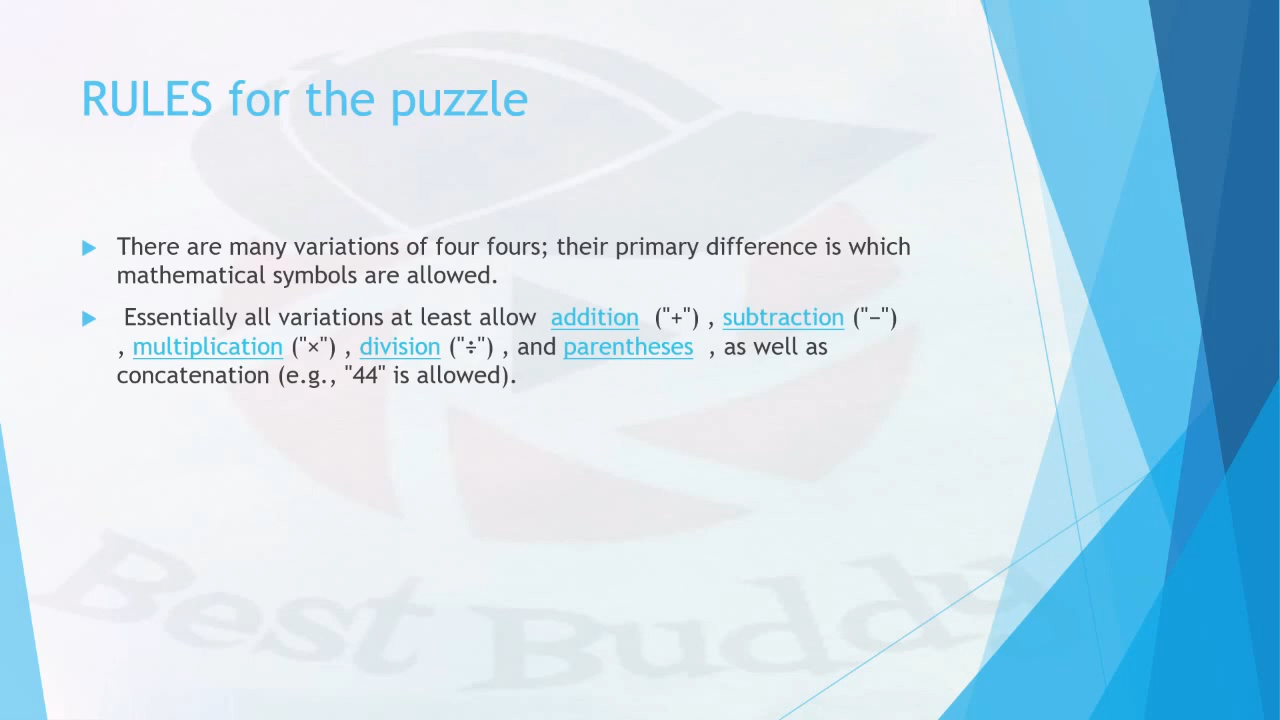 RULES for the puzzle
There are many variations of four fours; their primary difference is which
mathematical symbols are allowed.
Essentially all variations at least allow addition ("+") , subtraction ("−")
, multiplication ("×") , division ("÷") , and parentheses , as well as
concatenation (e.g., "44" is allowed).
Best Buddy